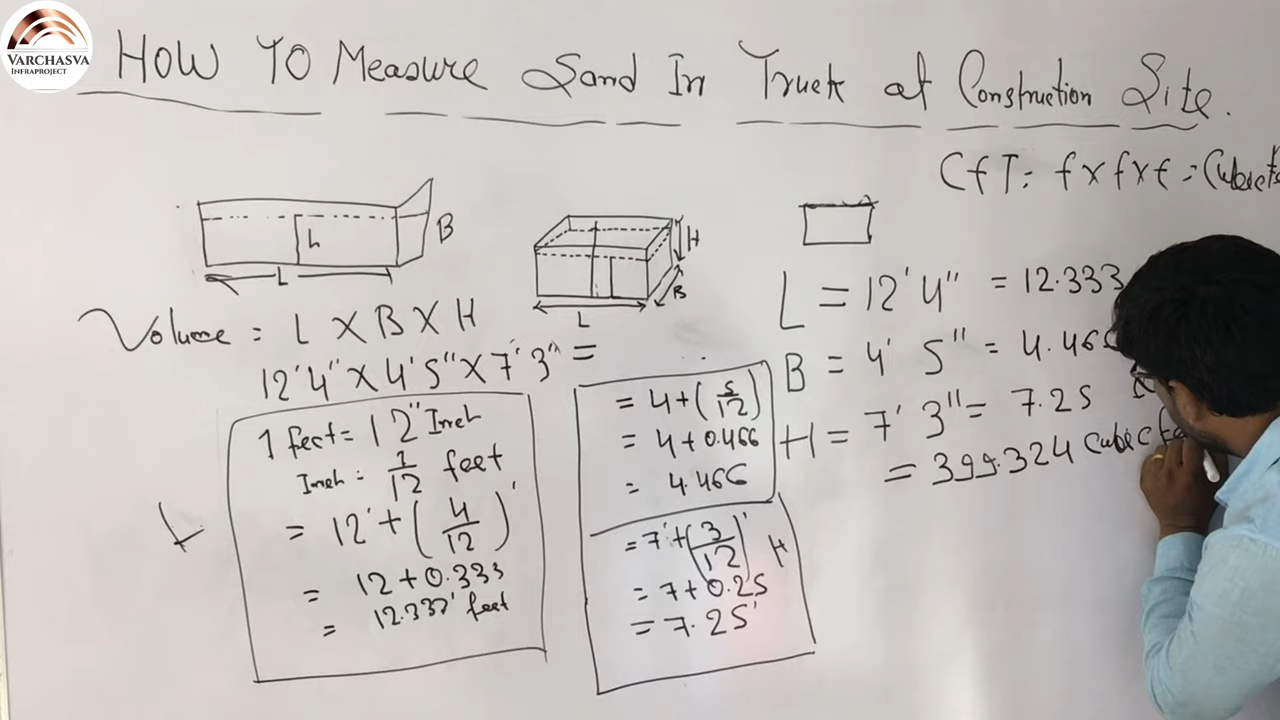 VARCHASVA
INFRAPROJECT
HOW TO Measure Sand In Truck at Construction Site.
CfT: f x f x f = Cubicfe
h
B
L
H
B
L
Volume = L X B X H
12'4" X 4'5" X 7'3" =
1 feet = 12" Inch
Inch = 1/12 feet
= 12' + (4/12)'
= 12 + 0.333
= 12.333' feet
= 4 + (5/12)
= 4 + 0.466
= 4.466
= 7' + (3/12)' H
= 7 + 0.25
= 7.25'
L = 12' 4" = 12.333
B = 4' 5" = 4.466
H = 7' 3" = 7.25
= 399.324 Cubic fe